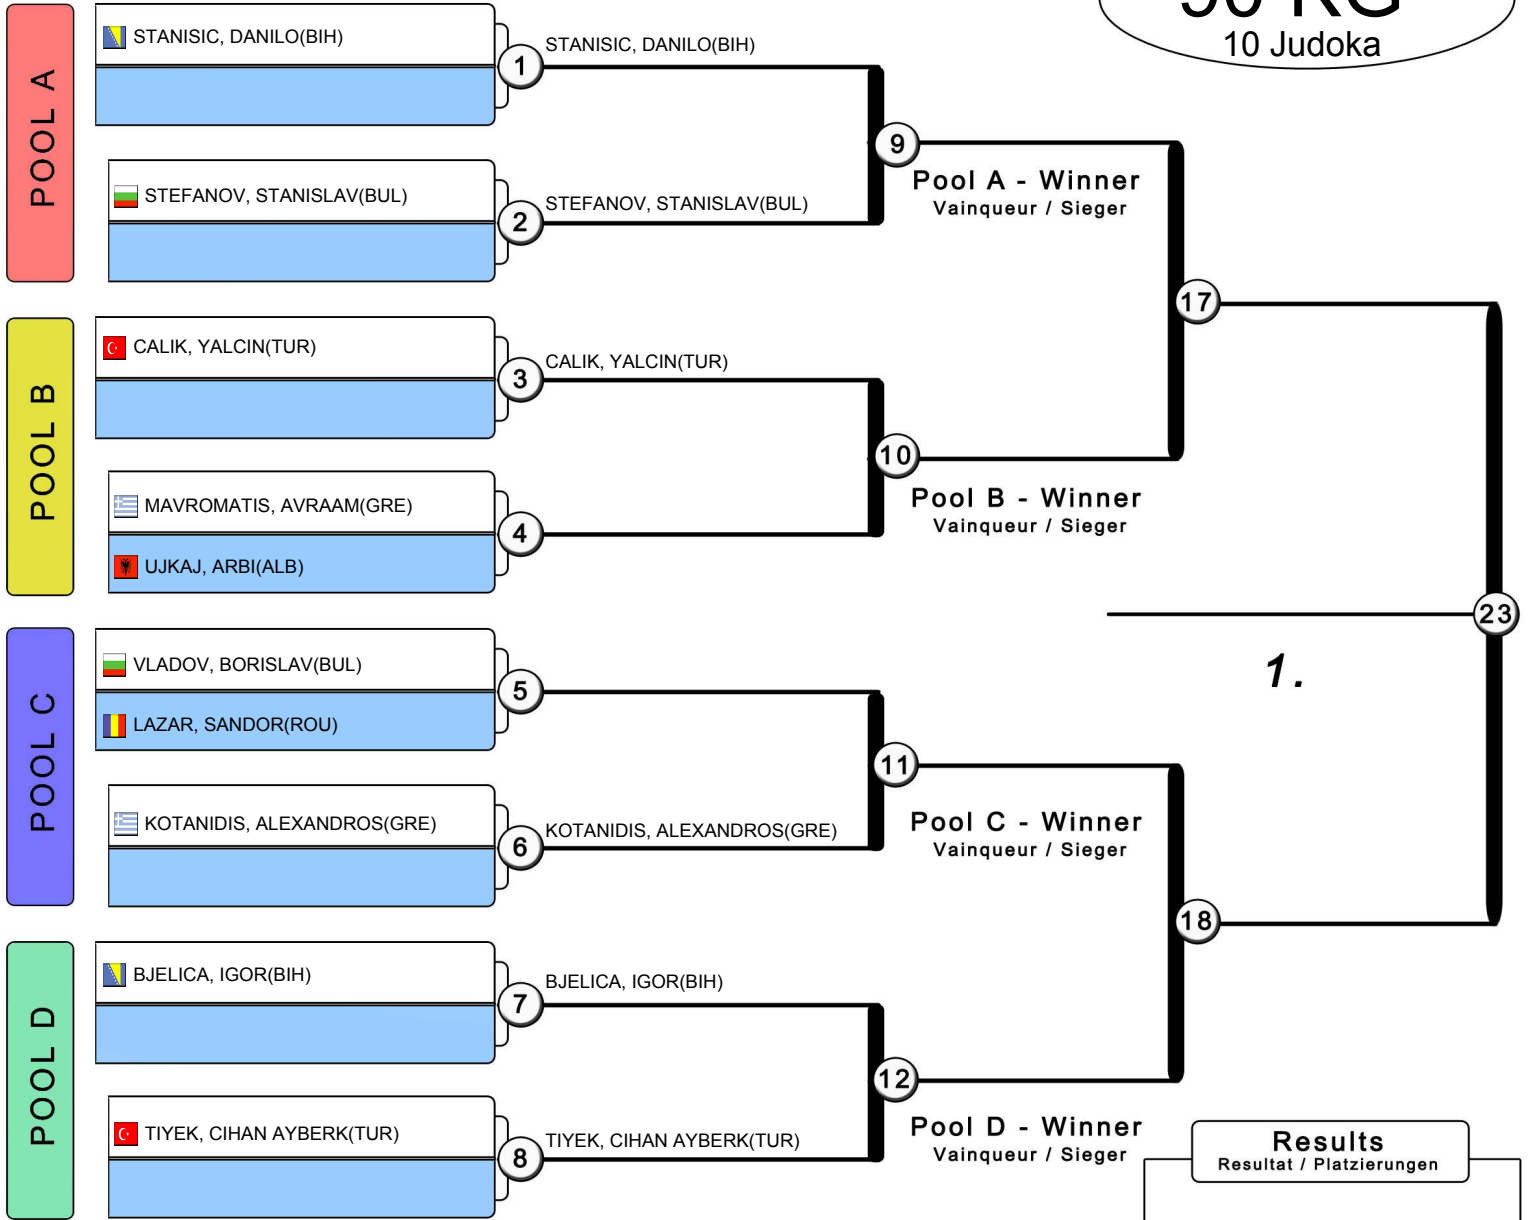 90 KG
10 Judoka
POOL A
STANISIC, DANILO(BIH)
1
STANISIC, DANILO(BIH)
STEFANOV, STANISLAV(BUL)
2
STEFANOV, STANISLAV(BUL)
9
Pool A - Winner
Vainqueur / Sieger
17
POOL B
CALIK, YALCIN(TUR)
3
CALIK, YALCIN(TUR)
MAVROMATIS, AVRAAM(GRE)
UJKAJ, ARBI(ALB)
4
10
Pool B - Winner
Vainqueur / Sieger
23
1.
POOL C
VLADOV, BORISLAV(BUL)
LAZAR, SANDOR(ROU)
5
KOTANIDIS, ALEXANDROS(GRE)
6
KOTANIDIS, ALEXANDROS(GRE)
11
Pool C - Winner
Vainqueur / Sieger
18
POOL D
BJELICA, IGOR(BIH)
7
BJELICA, IGOR(BIH)
TIYEK, CIHAN AYBERK(TUR)
8
TIYEK, CIHAN AYBERK(TUR)
12
Pool D - Winner
Vainqueur / Sieger
Results
Resultat / Platzierungen